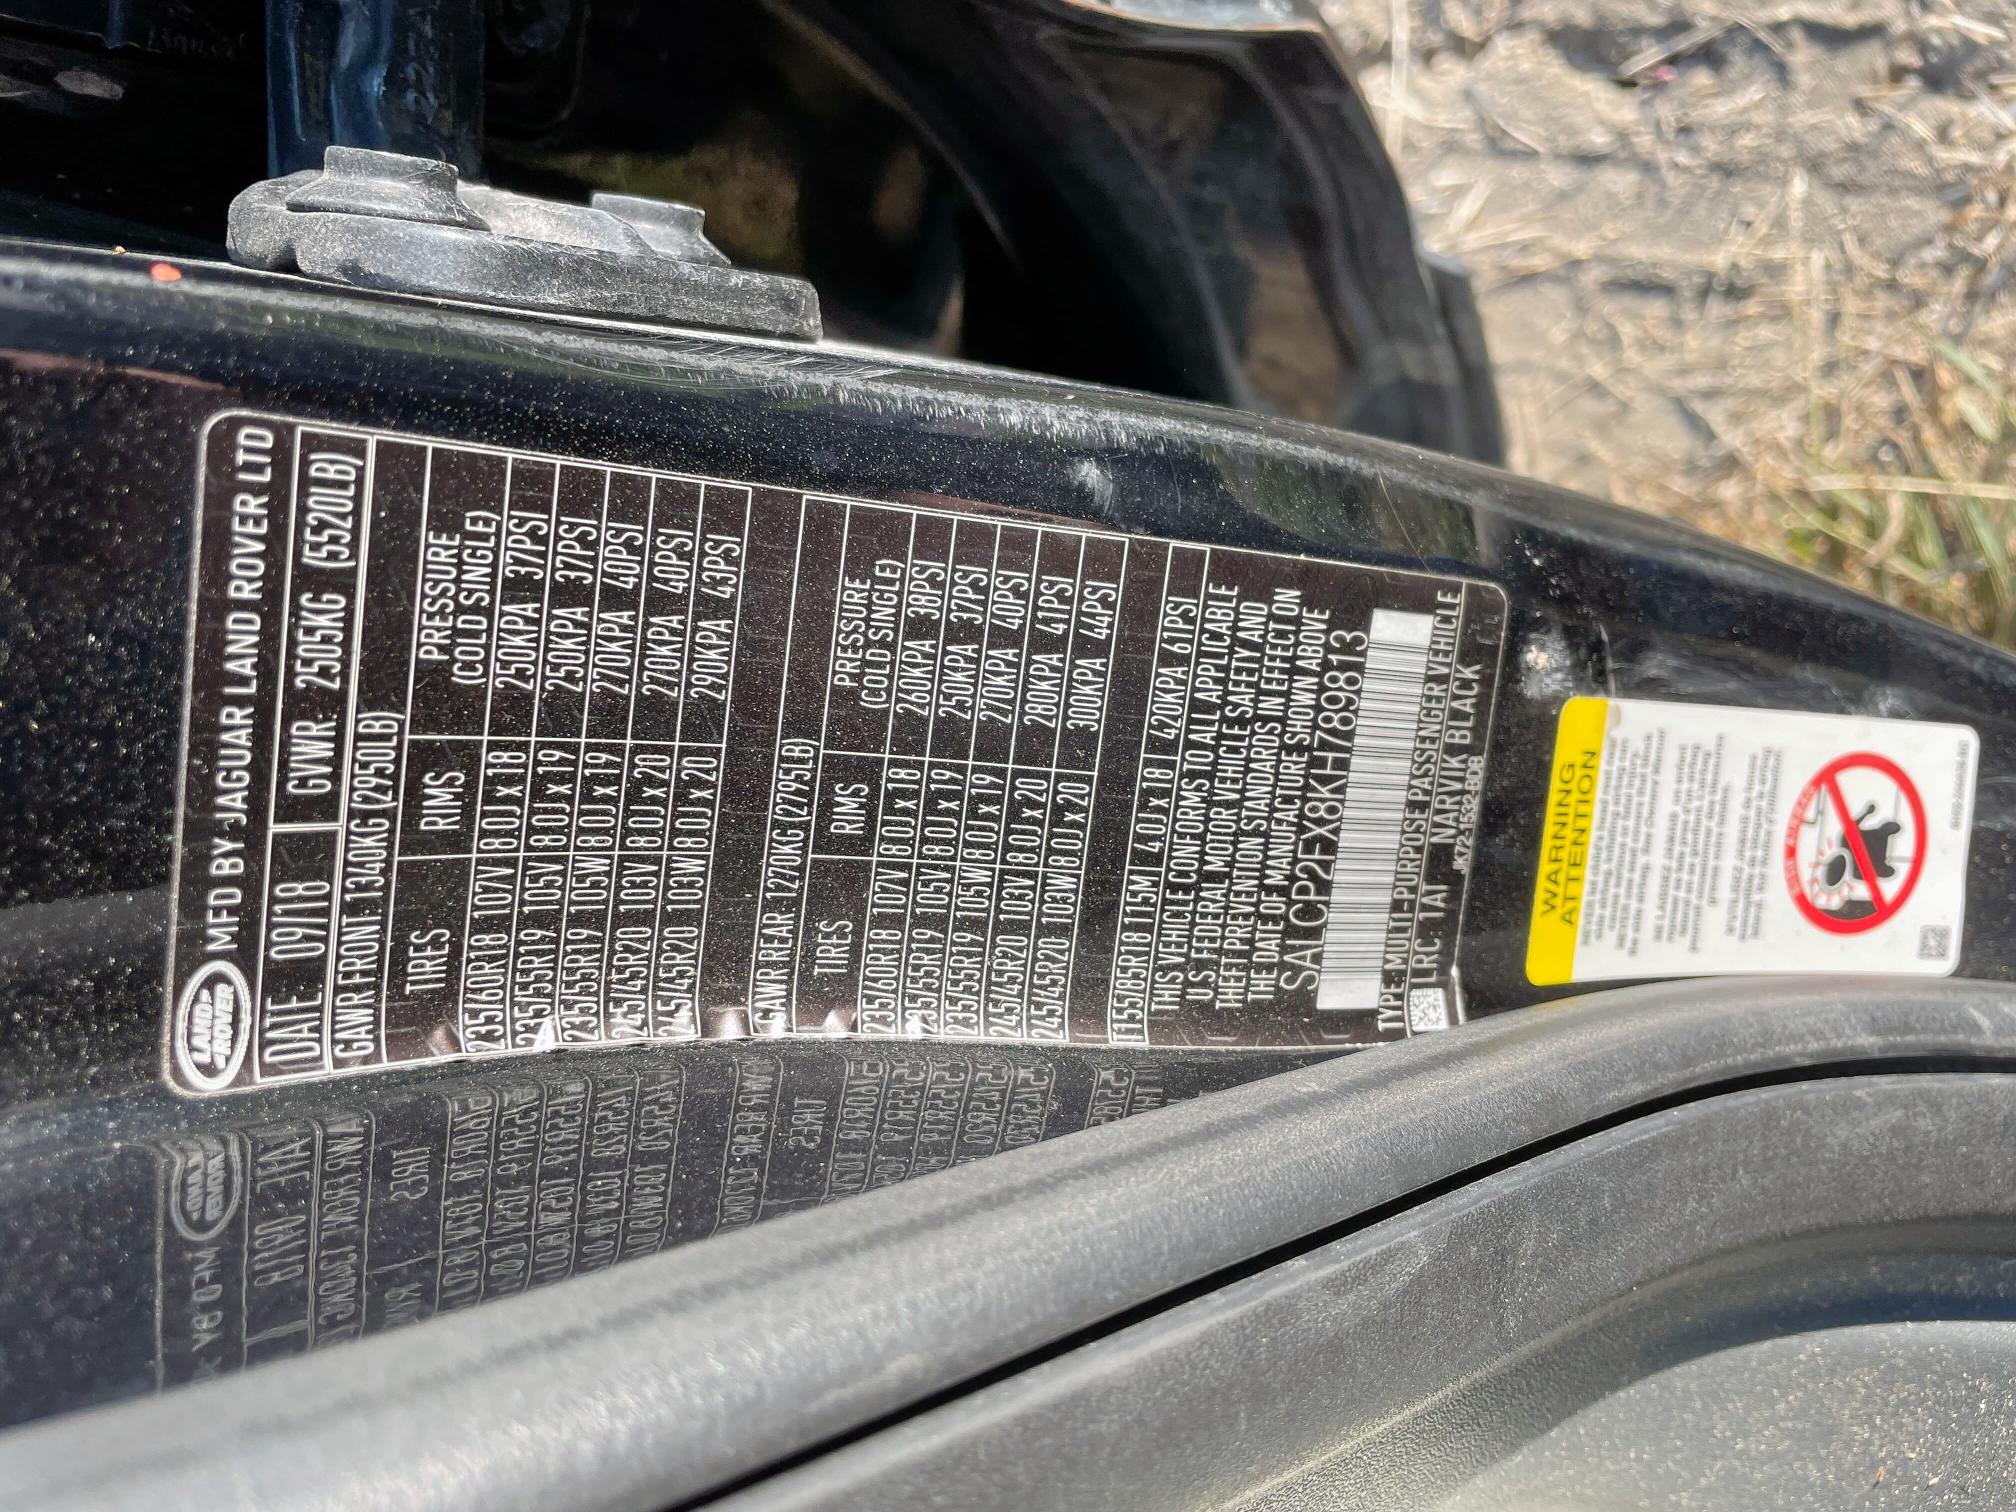 LAND ROVER MFD BY JAGUAR LAND ROVER LTD
DATE 09/18 GVWR 2505KG (5520LB)
GAWR FRONT 1340KG (2950LB)
TIRES RIMS PRESSURE (COLD SINGLE)
235/60R18 107V 8.0J x 18 250KPA 37PSI
235/55R19 105V 8.0J x 19 250KPA 37PSI
235/55R19 105W 8.0J x 19 270KPA 40PSI
245/45R20 103V 8.0J x 20 270KPA 40PSI
245/45R20 103W 8.0J x 20 290KPA 43PSI
GAWR REAR 1270KG (2795LB)
TIRES RIMS PRESSURE (COLD SINGLE)
235/60R18 107V 8.0J x 18 260KPA 38PSI
235/55R19 105V 8.0J x 19 250KPA 37PSI
235/55R19 105W 8.0J x 19 270KPA 40PSI
245/45R20 103V 8.0J x 20 280KPA 41PSI
245/45R20 103W 8.0J x 20 300KPA 44PSI
T155/85R18 115M 4.0J x 18 420KPA 61PSI
THIS VEHICLE CONFORMS TO ALL APPLICABLE
U.S. FEDERAL MOTOR VEHICLE SAFETY AND
THEFT PREVENTION STANDARDS IN EFFECT ON
THE DATE OF MANUFACTURE SHOWN ABOVE
SALCP2FX8KH789813
TYPE: MULTI-PURPOSE PASSENGER VEHICLE
LRC: 1AT NARVIK BLACK
JK72-1532-BDB
WARNING
ATTENTION